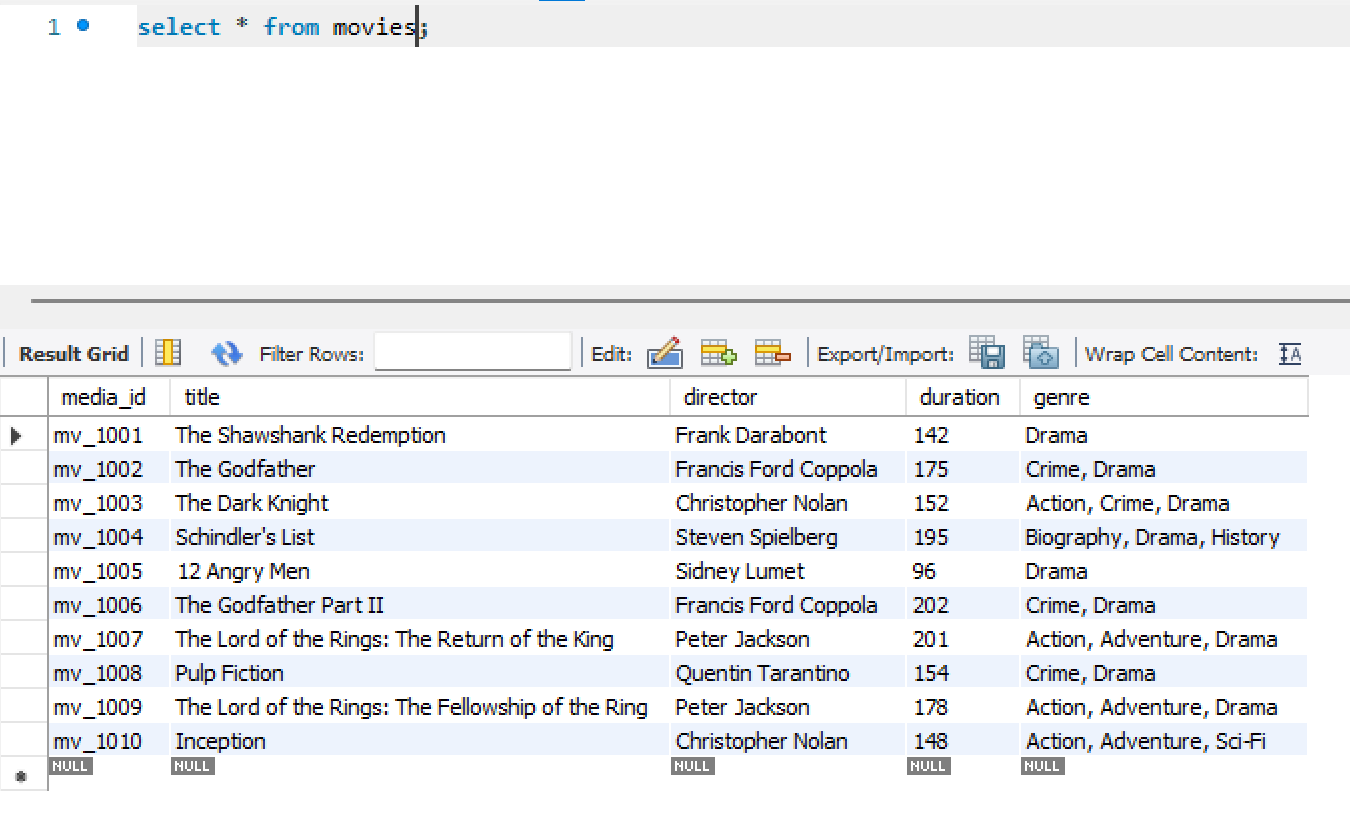 1 select * from movies;
Result Grid Filter Rows: Edit: Export/Import: Wrap Cell Content: IA
media_id title director duration genre
mv_1001 The Shawshank Redemption Frank Darabont 142 Drama
mv_1002 The Godfather Francis Ford Coppola 175 Crime, Drama
mv_1003 The Dark Knight Christopher Nolan 152 Action, Crime, Drama
mv_1004 Schindler's List Steven Spielberg 195 Biography, Drama, History
mv_1005 12 Angry Men Sidney Lumet 96 Drama
mv_1006 The Godfather Part II Francis Ford Coppola 202 Crime, Drama
mv_1007 The Lord of the Rings: The Return of the King Peter Jackson 201 Action, Adventure, Drama
mv_1008 Pulp Fiction Quentin Tarantino 154 Crime, Drama
mv_1009 The Lord of the Rings: The Fellowship of the Ring Peter Jackson 178 Action, Adventure, Drama
mv_1010 Inception Christopher Nolan 148 Action, Adventure, Sci-Fi
NULL NULL NULL NULL NULL